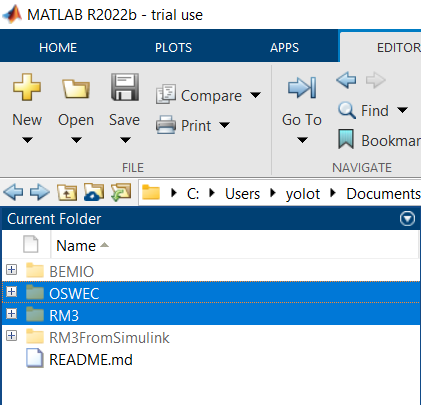 MATLAB R2022b - trial use
HOME PLOTS APPS EDITOR
New Open Save Compare Print Go To Find Bookmar
FILE NAVIGATE
C: Users yolot Documents
Current Folder
Name
BEMIO
OSWEC
RM3
RM3FromSimulink
README.md